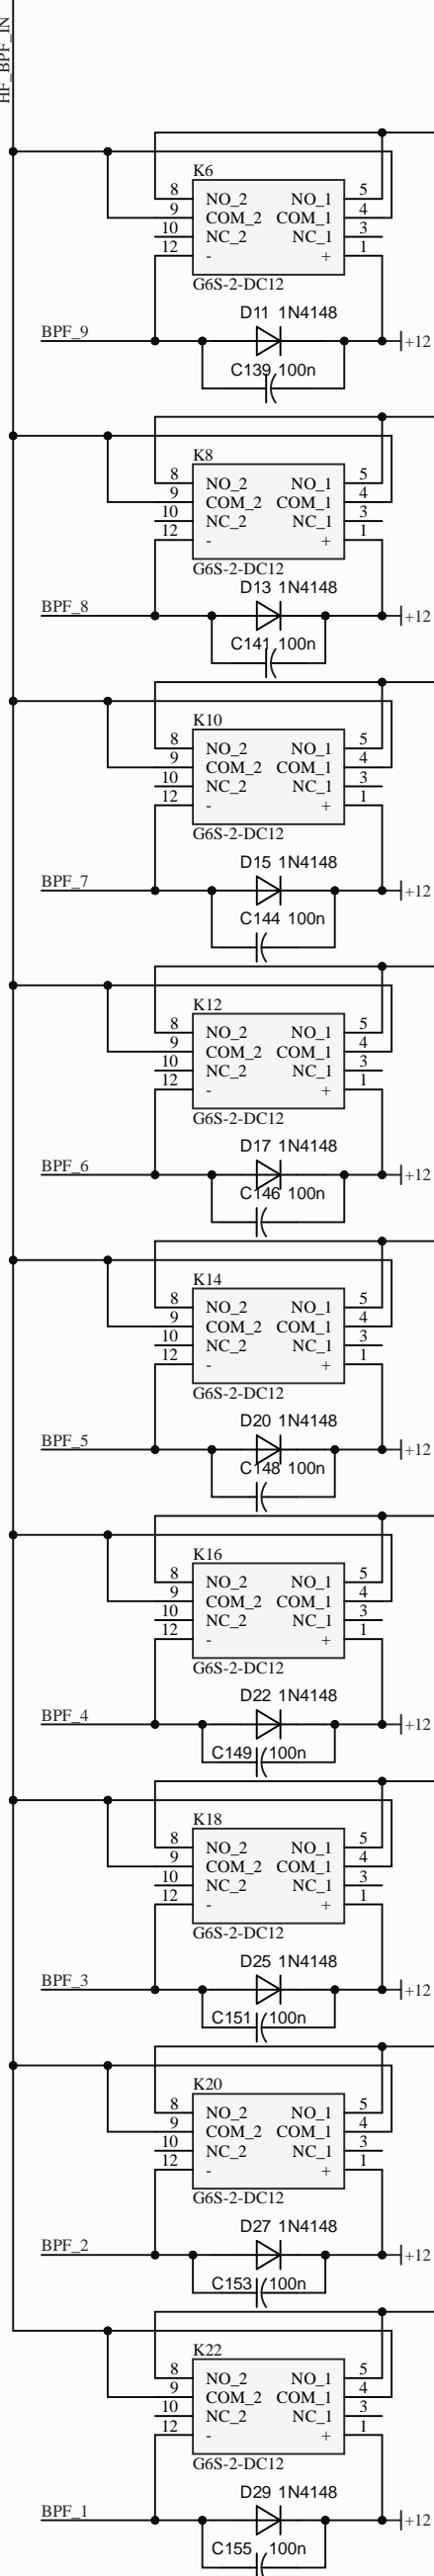 HF_BPF_IN
K6
8 NO_2 NO_1 5
9 COM_2 COM_1 4
10 NC_2 NC_1 3
12 - + 1
G6S-2-DC12
D11 1N4148
BPF_9 +12
C139 100n
K8
8 NO_2 NO_1 5
9 COM_2 COM_1 4
10 NC_2 NC_1 3
12 - + 1
G6S-2-DC12
D13 1N4148
BPF_8 +12
C141 100n
K10
8 NO_2 NO_1 5
9 COM_2 COM_1 4
10 NC_2 NC_1 3
12 - + 1
G6S-2-DC12
D15 1N4148
BPF_7 +12
C144 100n
K12
8 NO_2 NO_1 5
9 COM_2 COM_1 4
10 NC_2 NC_1 3
12 - + 1
G6S-2-DC12
D17 1N4148
BPF_6 +12
C146 100n
K14
8 NO_2 NO_1 5
9 COM_2 COM_1 4
10 NC_2 NC_1 3
12 - + 1
G6S-2-DC12
D20 1N4148
BPF_5 +12
C148 100n
K16
8 NO_2 NO_1 5
9 COM_2 COM_1 4
10 NC_2 NC_1 3
12 - + 1
G6S-2-DC12
D22 1N4148
BPF_4 +12
C149 100n
K18
8 NO_2 NO_1 5
9 COM_2 COM_1 4
10 NC_2 NC_1 3
12 - + 1
G6S-2-DC12
D25 1N4148
BPF_3 +12
C151 100n
K20
8 NO_2 NO_1 5
9 COM_2 COM_1 4
10 NC_2 NC_1 3
12 - + 1
G6S-2-DC12
D27 1N4148
BPF_2 +12
C153 100n
K22
8 NO_2 NO_1 5
9 COM_2 COM_1 4
10 NC_2 NC_1 3
12 - + 1
G6S-2-DC12
D29 1N4148
BPF_1 +12
C155 100n